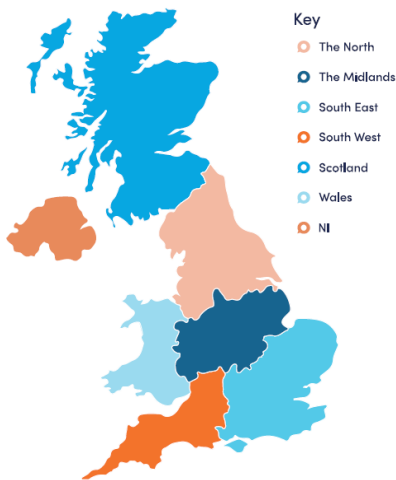 Key
The North
The Midlands
South East
South West
Scotland
Wales
NI